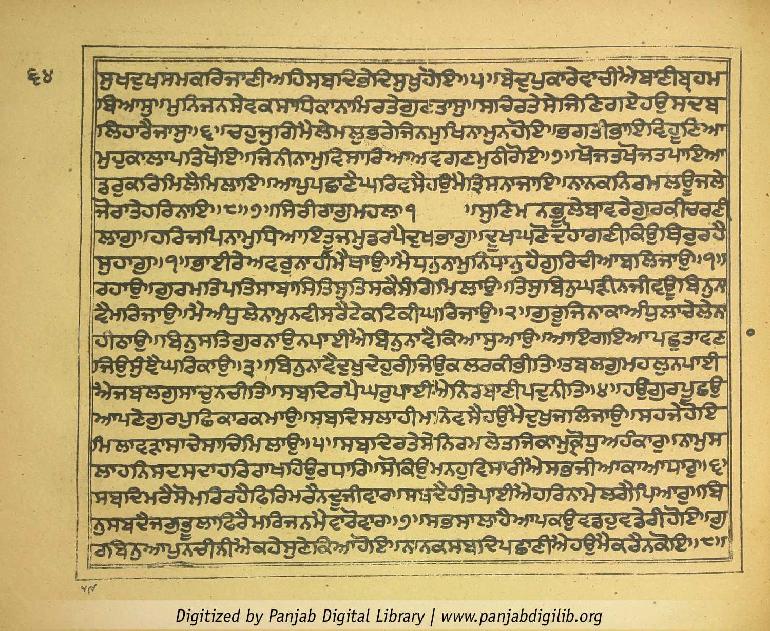 ੬੪
ਸੁਖਦੁਖਸਮਕਰਿਜਾਣੀਅਹਿਸਬਦਿਭੇਦਿਸੁਖੁਹੋਇ॥੫॥ਬੇਦੁਪੁਕਾਰੇਵਾਚੀਐਬਾਣੀਬ੍ਰਹਮ
ਬਿਆਸੁ॥ਮੁਨਿਜਨਸੇਵਕਸਾਧਿਕਾਨਾਮਿਰਤੇਗੁਣਤਾਸੁ॥ਸਚਿਰਤੇਸੇਜਿਣਿਗਏਹਉਸਦਬ
ਲਿਹਾਰੈਜਾਸੁ॥੬॥ਚਹੁਜੁਗਿਮੈਲੇਮਲੁਭਰੇਜਿਨਮੁਖਿਨਾਮੁਨਹੋਇ॥ਭਗਤੀਭਾਇਵਿਹੂਣਿਆ
ਮੁਹੁਕਾਲਾਪਤਿਖੋਇ॥ਜਿਨੀਨਾਮੁਵਿਸਾਰਿਆਅਵਗਣਮੁਠੀਰੋਇ॥੭॥ਖੋਜਤਖੋਜਤਪਾਇਆ
ਡਰੁਕਰਿਮਿਲੈਮਿਲਾਇ॥ਆਪੁਪਛਾਣੈਘਰਿਵਸੈਹਉਮੈਤ੍ਰਿਸਨਾਜਾਇ॥ਨਾਨਕਨਿਰਮਲਊਜਲੇ
ਜੋਰਾਤੇਹਰਿਨਾਇ॥੮॥੭॥ਸਿਰੀਰਾਗੁਮਹਲਾ੧ ॥ਸੁਣਿਮਨਭੂਲੇਬਾਵਰੇਗੁਰਕੀਚਰਣੀ
ਲਾਗੁ॥ਹਰਿਜਪਿਨਾਮੁਧਿਆਇਤੂਜਮੁਡਰਪੈਦੁਖਭਾਗੁ॥ਦੂਖਘਣੋਦੋਹਾਗਣੀਕਿਉਥਿਰੁਰਹੈ
ਸੁਹਾਗੁ॥੧॥ਭਾਈਰੇਅਵਰੁਨਾਹੀਮੈਥਾਉ॥ਮੈਧਨੁਨਾਮੁਨਿਧਾਨੁਹੈਗੁਰਿਦੀਆਬਲਿਜਾਉ॥੧॥
ਰਹਾਉ॥ਗੁਰਮਤਿਪਤਿਸਾਬਾਸਿਤਿਸੁਤਿਸਕੈਸੰਗਿਮਿਲਾਉ॥ਤਿਸੁਬਿਨੁਘੜੀਨਜੀਵਊਬਿਨੁਨਾ
ਵੈਮਰਿਜਾਉ॥ਮੈਅੰਧੁਲੇਨਾਮੁਨਵੀਸਰੈਟੇਕਟਿਕੀਘਰਿਜਾਉ॥੨॥ਗੁਰੂਜਿਨਾਕਾਅੰਧੁਲਾਚੇਲੇਨਾ
ਹੀਠਾਉ॥ਬਿਨੁਸਤਿਗੁਰਨਾਉਨਪਾਈਐਬਿਨੁਨਾਵੈਕਿਆਸੁਆਉ॥ਆਇਗਇਆਪਛੁਤਾਵਣਾ
ਜਿਉਸੁੰਞੈਘਰਿਕਾਉ॥੩॥ਬਿਨੁਨਾਵੈਦੁਖੁਦੇਹੁਰੀਜਿਉਕਲਰਕੀਭੀਤਿ॥ਤਬਲਗੁਮਹਲੁਨਪਾਈ
ਐਜਬਲਗੁਸਾਚੁਨਚੀਤਿ॥ਸਬਦਿਰਪੈਘਰੁਪਾਈਐਨਿਰਬਾਣੀਪਦੁਨੀਤਿ॥੪॥ਹਉਗੁਰਪੂਛਉ
ਆਪਣੇਗੁਰਪੁਛਿਕਾਰਕਮਾਉ॥ਸਬਦਿਸਲਾਹੀਮਨਿਵਸੈਹਉਮੈਦੁਖੁਜਲਿਜਾਉ॥ਸਹਜੇਹੋਇ
ਮਿਲਾਵੜਾਸਾਚੇਸਾਚਿਮਿਲਾਉ॥੫॥ਸਬਦਿਰਤੇਸੇਨਿਰਮਲੇਤਜਿਕਾਮੁਕ੍ਰੋਧੁਅਹੰਕਾਰੁ॥ਨਾਮੁਸ
ਲਾਹਨਿਸਦਸਦਾਹਰਿਰਾਖਹਿਉਰਧਾਰਿ॥ਸੋਕਿਉਮਨਹੁਵਿਸਾਰੀਐਸਭਜੀਆਕਾਆਧਾਰੁ॥੬॥
ਸਬਦਿਮਰੈਸੋਮਰਿਰਹੈਫਿਰਿਮਰੈਨਦੂਜੀਵਾਰ॥ਸਬਦੈਹੀਤੇਪਾਈਐਹਰਿਨਾਮੇਲਗੈਪਿਆਰੁ॥ਬਿ
ਨੁਸਬਦੈਜਗੁਭੂਲਾਫਿਰੈਮਰਿਜਨਮੈਵਾਰੋਵਾਰ॥੭॥ਸਭਸਾਲਾਹੈਆਪਕਉਵਡਹੁਵਡੇਰੀਹੋਇ॥ਗੁ
ਰਬਿਨੁਆਪੁਨਚੀਨੀਐਕਹੇਸੁਣੇਕਿਆਹੋਇ॥ਨਾਨਕਸਬਦਿਪਛਾਣੀਐਹਉਮੈਕਰੈਨਕੋਇ॥੮॥
Digitized by Panjab Digital Library | www.panjabdigilib.org